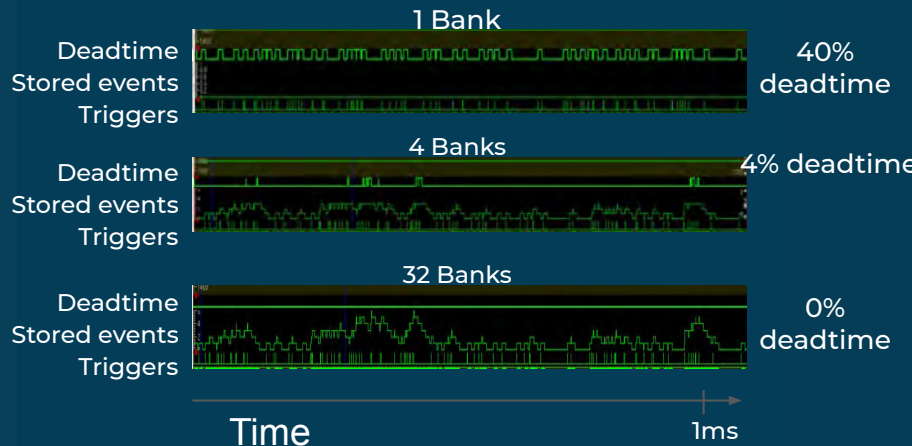 1 Bank
Deadtime
Stored events
Triggers
40%
deadtime
4 Banks
Deadtime
Stored events
Triggers
4% deadtime
32 Banks
Deadtime
Stored events
Triggers
0%
deadtime
Time
1ms